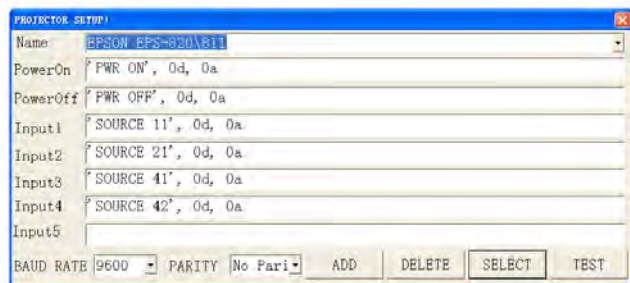 PROJECTOR SETUP!
Name EPSON EPS-820\811
PowerOn 'PWR ON', 0d, 0a
PowerOff 'PWR OFF', 0d, 0a
Input1 'SOURCE 11', 0d, 0a
Input2 'SOURCE 21', 0d, 0a
Input3 'SOURCE 41', 0d, 0a
Input4 'SOURCE 42', 0d, 0a
Input5
BAUD RATE 9600 PARITY No Pari ADD DELETE SELECT TEST